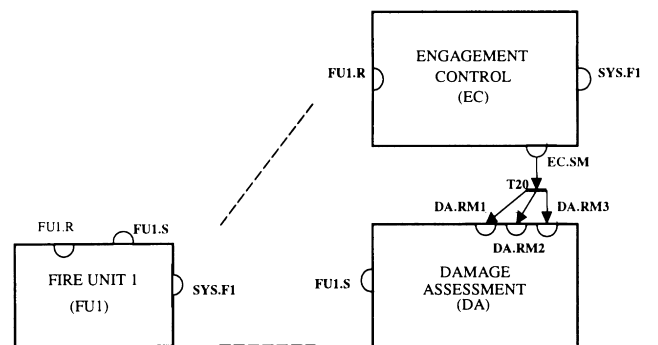 ENGAGEMENT
CONTROL
(EC)
FU1.R
SYS.F1
EC.SM
T20
DA.RM1
DA.RM3
DA.RM2
FU1.R
FU1.S
SYS.F1
FIRE UNIT 1
(FU1)
FU1.S
DAMAGE
ASSESSMENT
(DA)